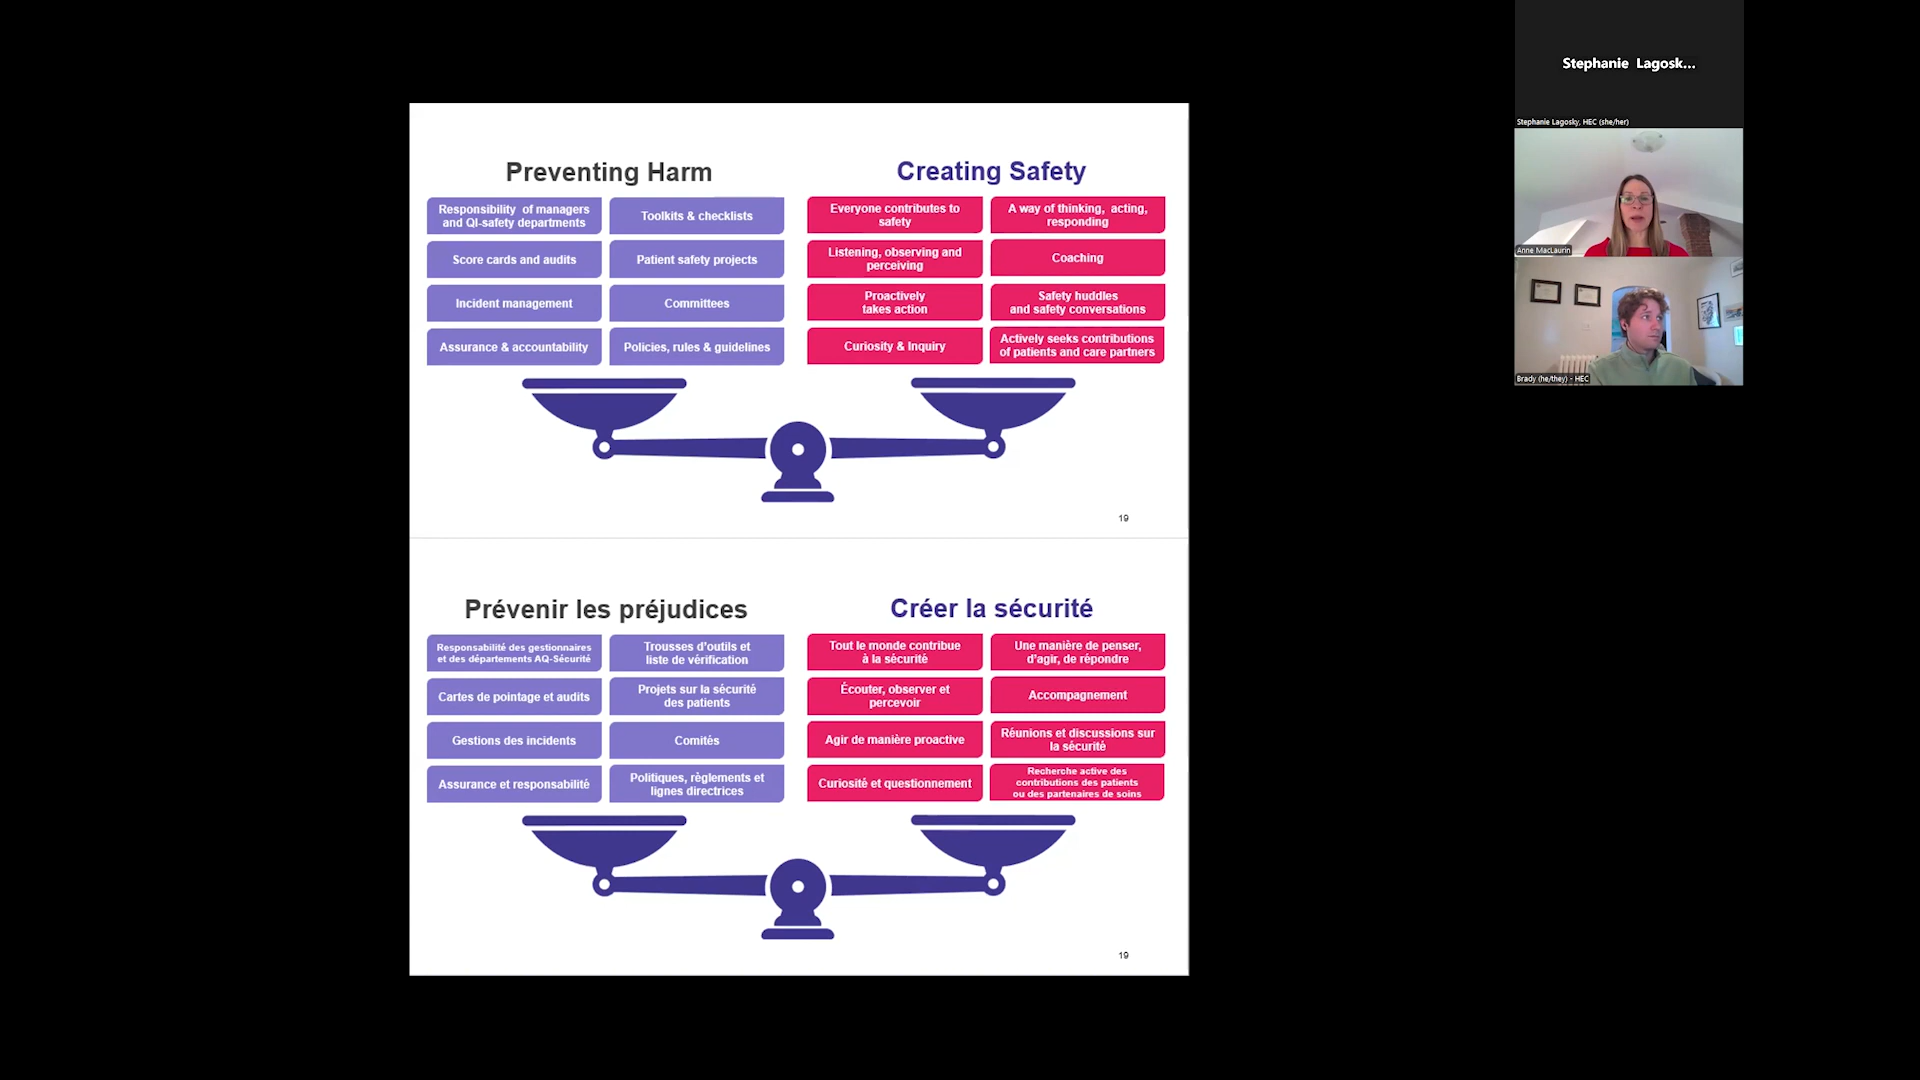 Preventing Harm
Creating Safety
Responsibility of managers
and QI-safety departments
Toolkits & checklists
Everyone contributes to
safety
A way of thinking, acting,
responding
Score cards and audits
Patient safety projects
Listening, observing and
perceiving
Coaching
Incident management
Committees
Proactively
takes action
Safety huddles
and safety conversations
Assurance & accountability
Policies, rules & guidelines
Curiosity & Inquiry
Actively seeks contributions
of patients and care partners
19
Prévenir les préjudices
Créer la sécurité
Responsabilité des gestionnaires
et des départements AQ-Sécurité
Trousses d’outils et
liste de vérification
Tout le monde contribue
à la sécurité
Une manière de penser,
d’agir, de répondre
Cartes de pointage et audits
Projets sur la sécurité
des patients
Écouter, observer et
percevoir
Accompagnement
Gestions des incidents
Comités
Agir de manière proactive
Réunions et discussions sur
la sécurité
Assurance et responsabilité
Politiques, règlements et
lignes directrices
Curiosité et questionnement
Recherche active des
contributions des patients
ou des partenaires de soins
19
Stephanie Lagosk...
Stephanie Lagosky, HEC (she/her)
Anne MacLaurin
Brady (he/they) - HEC